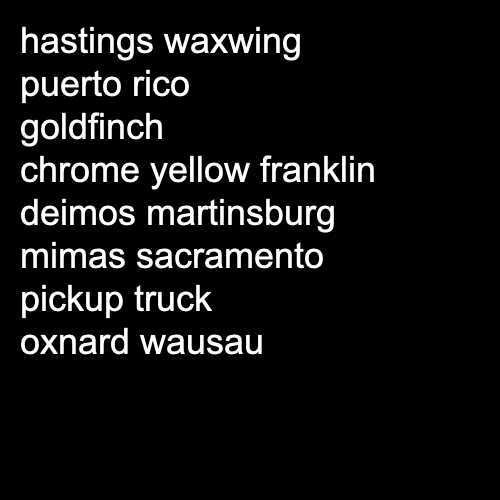 hastings waxwing
puerto rico
goldfinch
chrome yellow franklin
deimos martinsburg
mimas sacramento
pickup truck
oxnard wausau